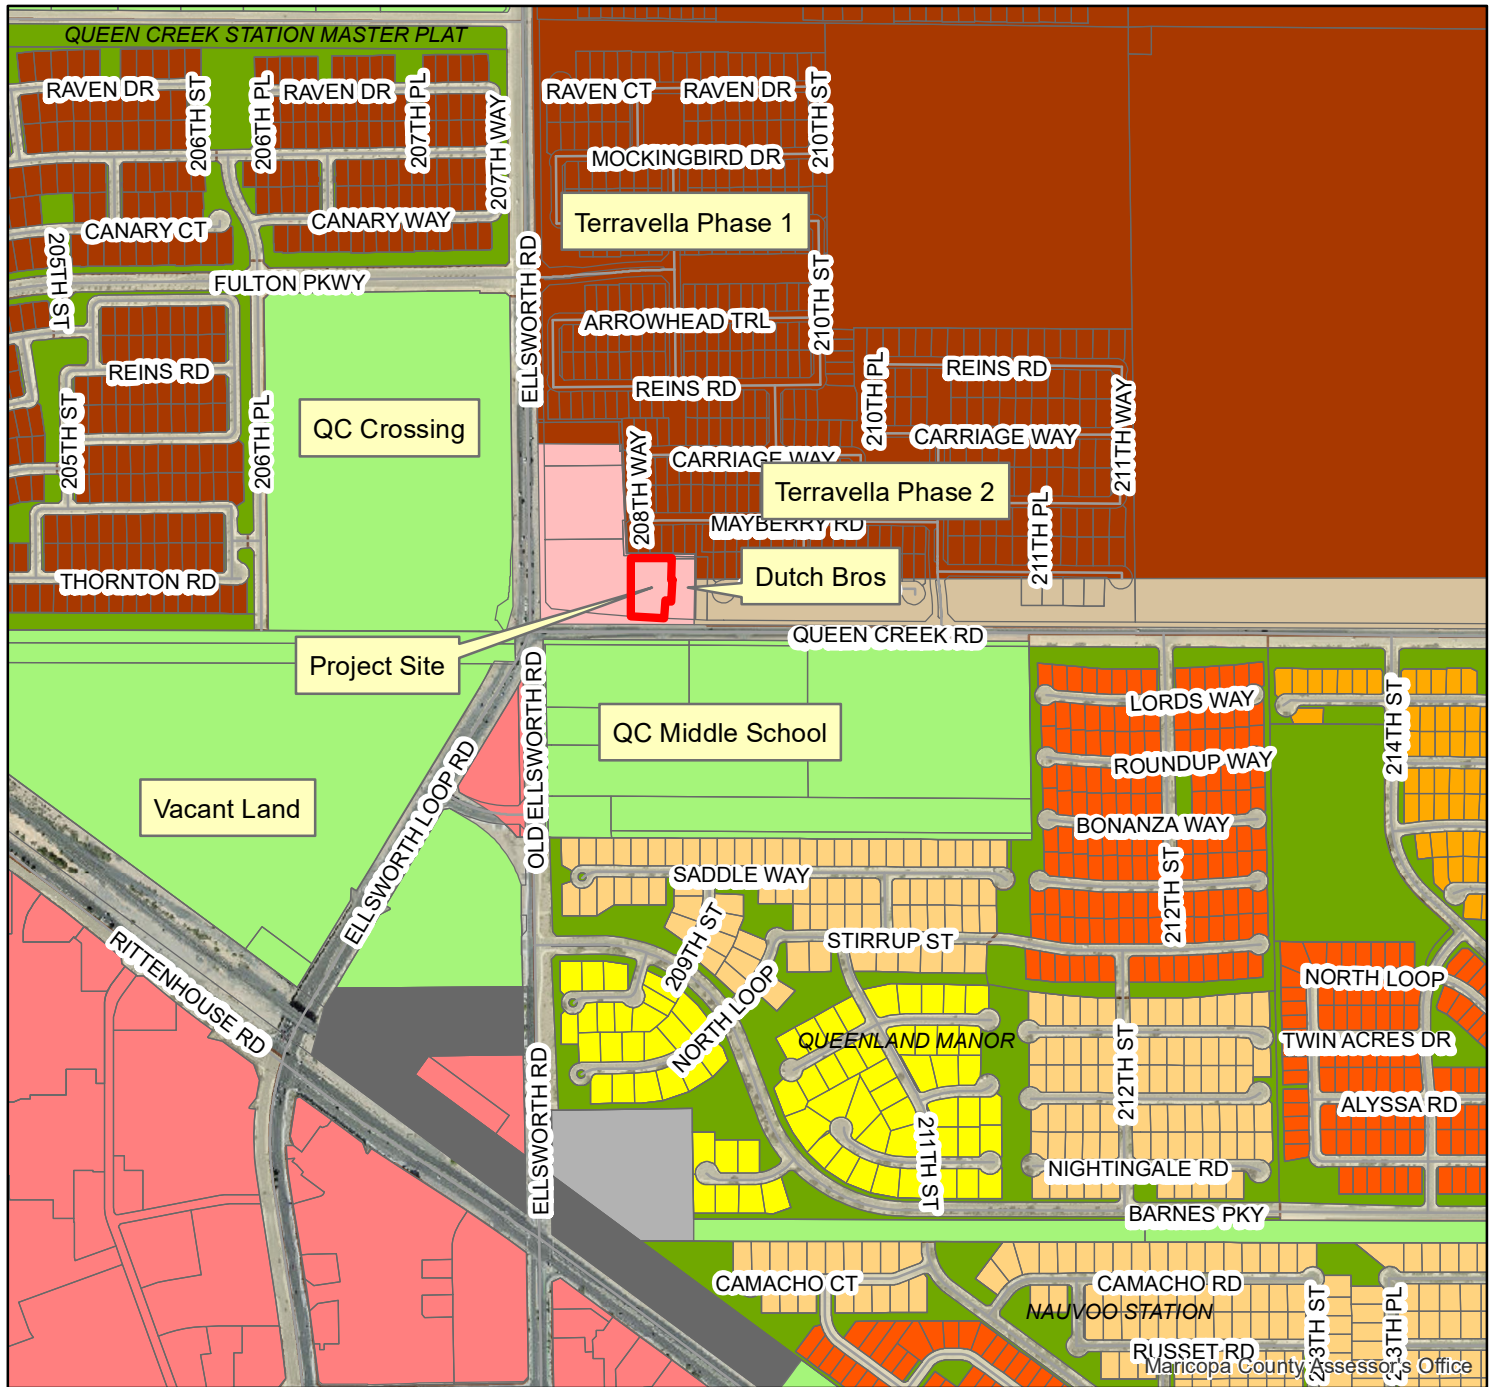 QUEEN CREEK STATION MASTER PLAT
RAVEN DR
206TH ST
206TH PL
RAVEN DR
207TH PL
207TH WAY
RAVEN CT
RAVEN DR
210TH ST
MOCKINGBIRD DR
CANARY CT
CANARY WAY
Terravella Phase 1
205TH ST
FULTON PKWY
ELLSWORTH RD
210TH ST
ARROWHEAD TRL
REINS RD
REINS RD
210TH PL
REINS RD
211TH WAY
205TH ST
206TH PL
QC Crossing
208TH WAY
CARRIAGE WAY
CARRIAGE WAY
Terravella Phase 2
MAYBERRY RD
211TH PL
THORNTON RD
Dutch Bros
QUEEN CREEK RD
Project Site
OLD ELLSWORTH RD
QC Middle School
LORDS WAY
214TH ST
ROUNDUP WAY
Vacant Land
ELLSWORTH LOOP RD
BONANZA WAY
SADDLE WAY
212TH ST
209TH ST
STIRRUP ST
RITTENHOUSE RD
NORTH LOOP
NORTH LOOP
QUEENLAND MANOR
TWIN ACRES DR
ELLSWORTH RD
212TH ST
ALYSSA RD
211TH ST
NIGHTINGALE RD
BARNES PKY
CAMACHO CT
CAMACHO RD
NAUVOO STATION
213TH ST
213TH PL
RUSSET RD
Maricopa County Assessor's Office